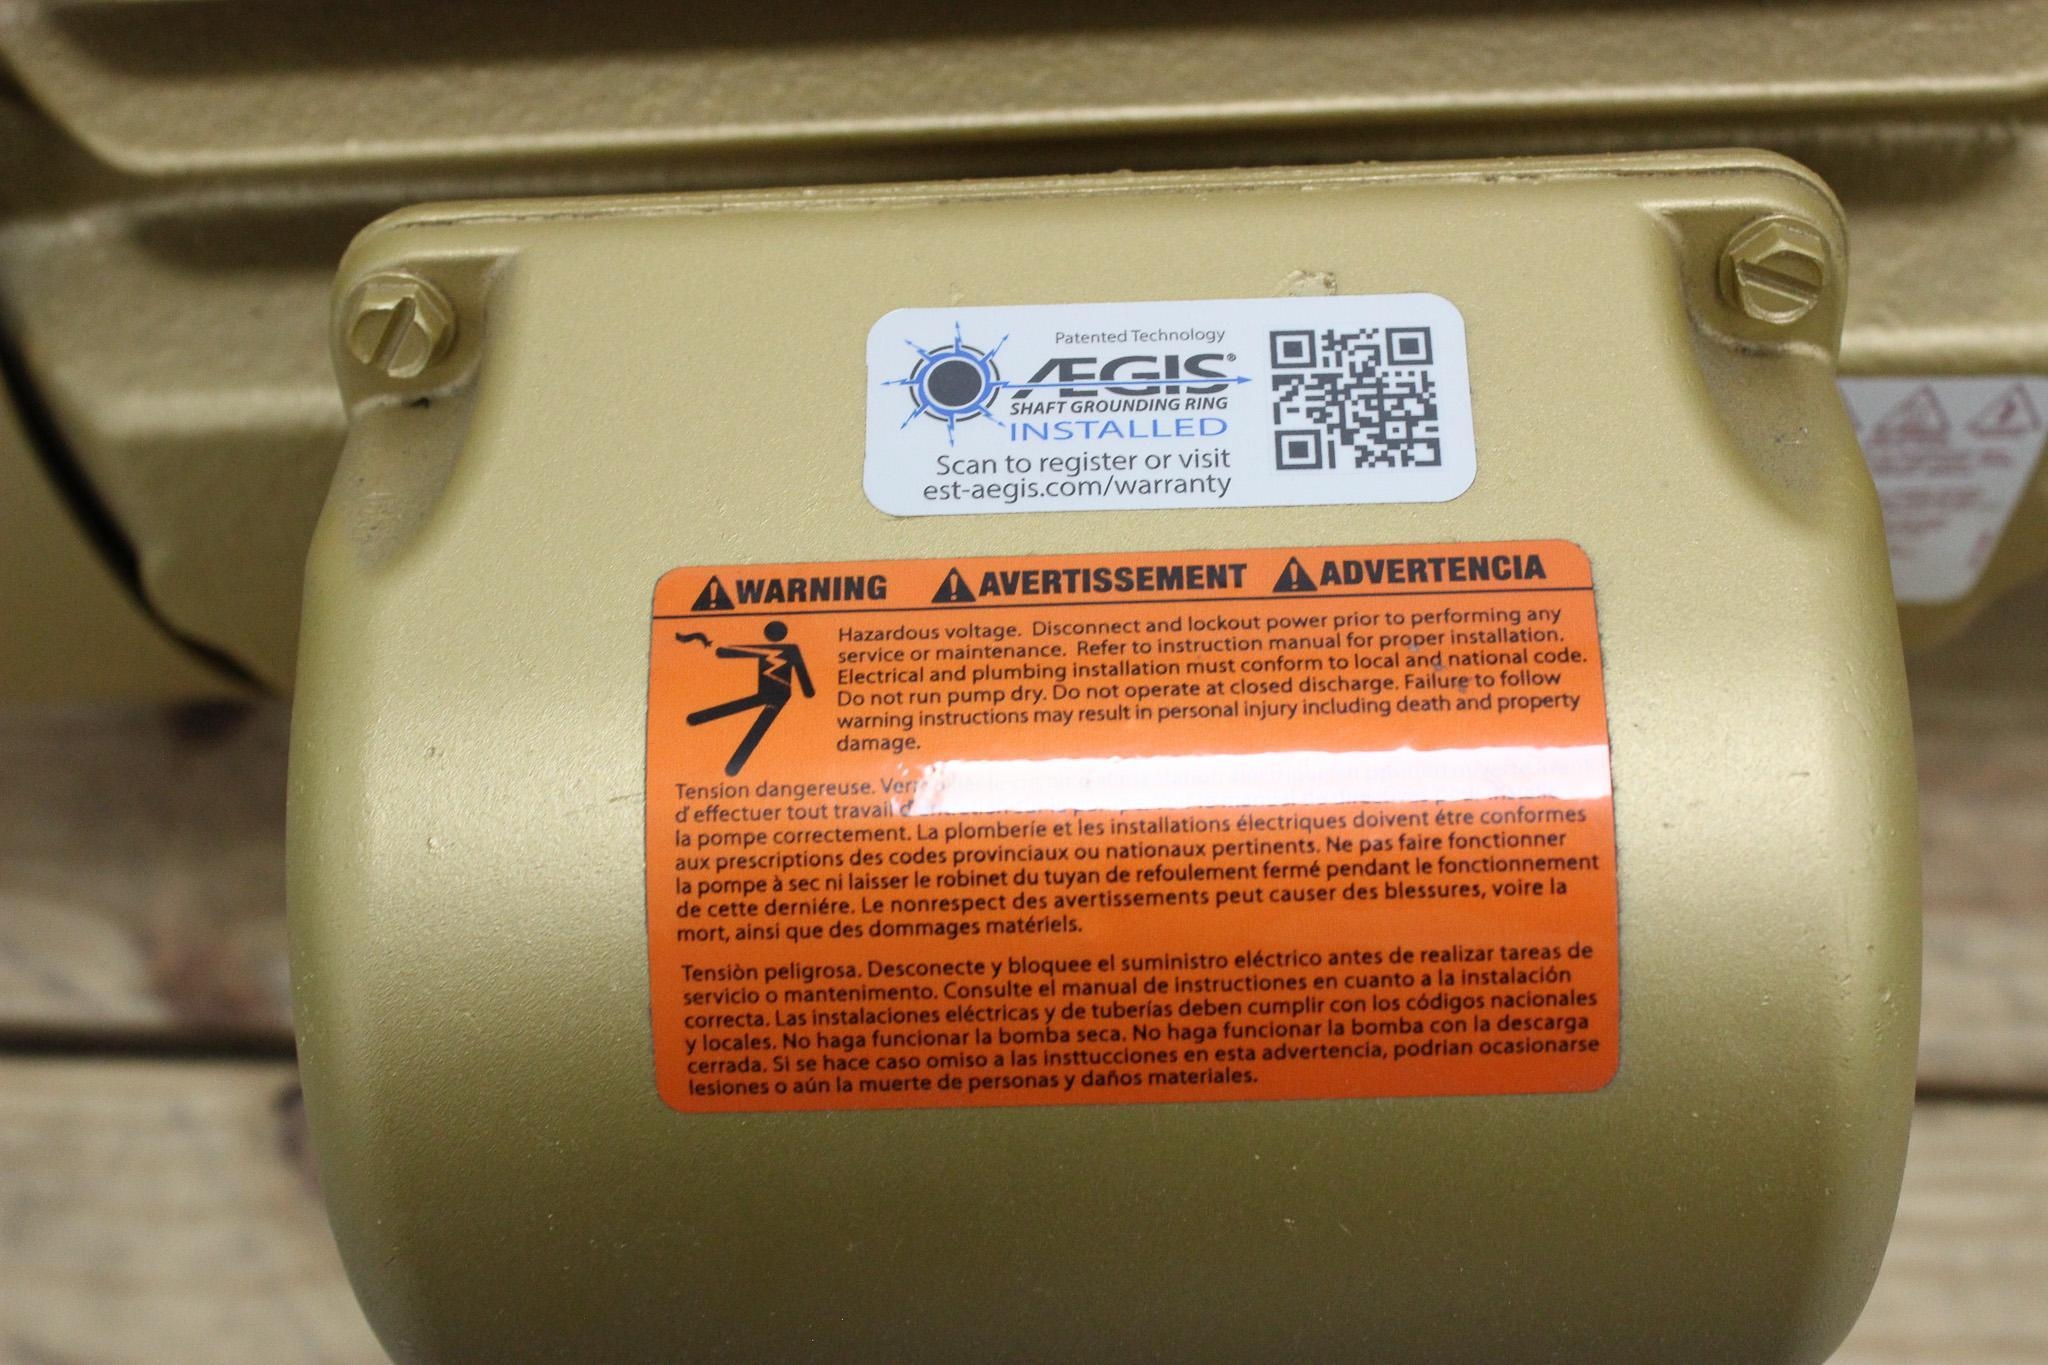 Patented Technology
ÆGIS®
SHAFT GROUNDING RING
INSTALLED
Scan to register or visit
est-aegis.com/warranty
WARNING AVERTISSEMENT ADVERTENCIA
Hazardous voltage. Disconnect and lockout power prior to performing any
service or maintenance. Refer to instruction manual for proper installation.
Electrical and plumbing installation must conform to local and national code.
Do not run pump dry. Do not operate at closed discharge. Failure to follow
warning instructions may result in personal injury including death and property
damage.
Tension dangereuse.
d'effectuer tout travail
la pompe correctement. La plomberie et les installations électriques doivent étre conformes
aux prescriptions des codes provinciaux ou nationaux pertinents. Ne pas faire fonctionner
la pompe à sec ni laisser le robinet du tuyan de refoulement fermé pendant le fonctionnement
de cette derniére. Le nonrespect des avertissements peut causer des blessures, voire la
mort, ainsi que des dommages matériels.
Tensiòn peligrosa. Desconecte y bloquee el suministro eléctrico antes de realizar tareas de
servicio o mantenimento. Consulte el manual de instructiones en cuanto a la instalación
correcta. Las instalaciones eléctricas y de tuberías deben cumplir con los códigos nacionales
y locales. No haga funcionar la bomba seca. No haga funcionar la bomba con la descarga
cerrada. Si se hace caso omiso a las insttucciones en esta advertencia, podrian ocasionarse
lesiones o aún la muerte de personas y daños materiales.